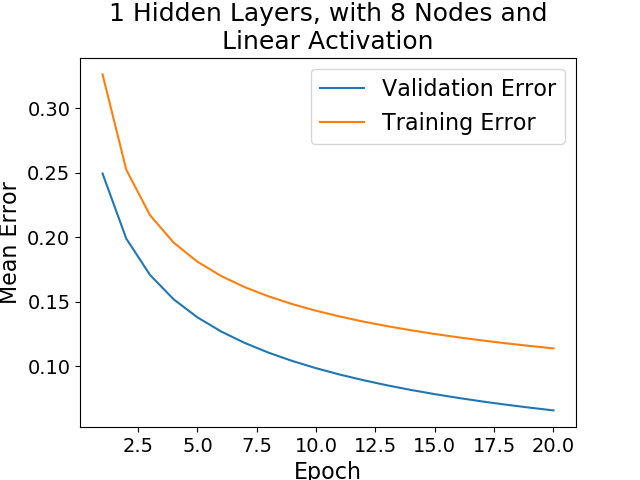 1 Hidden Layers, with 8 Nodes and
Linear Activation
Validation Error
Training Error
Mean Error
0.30
0.25
0.20
0.15
0.10
2.5 5.0 7.5 10.0 12.5 15.0 17.5 20.0
Epoch